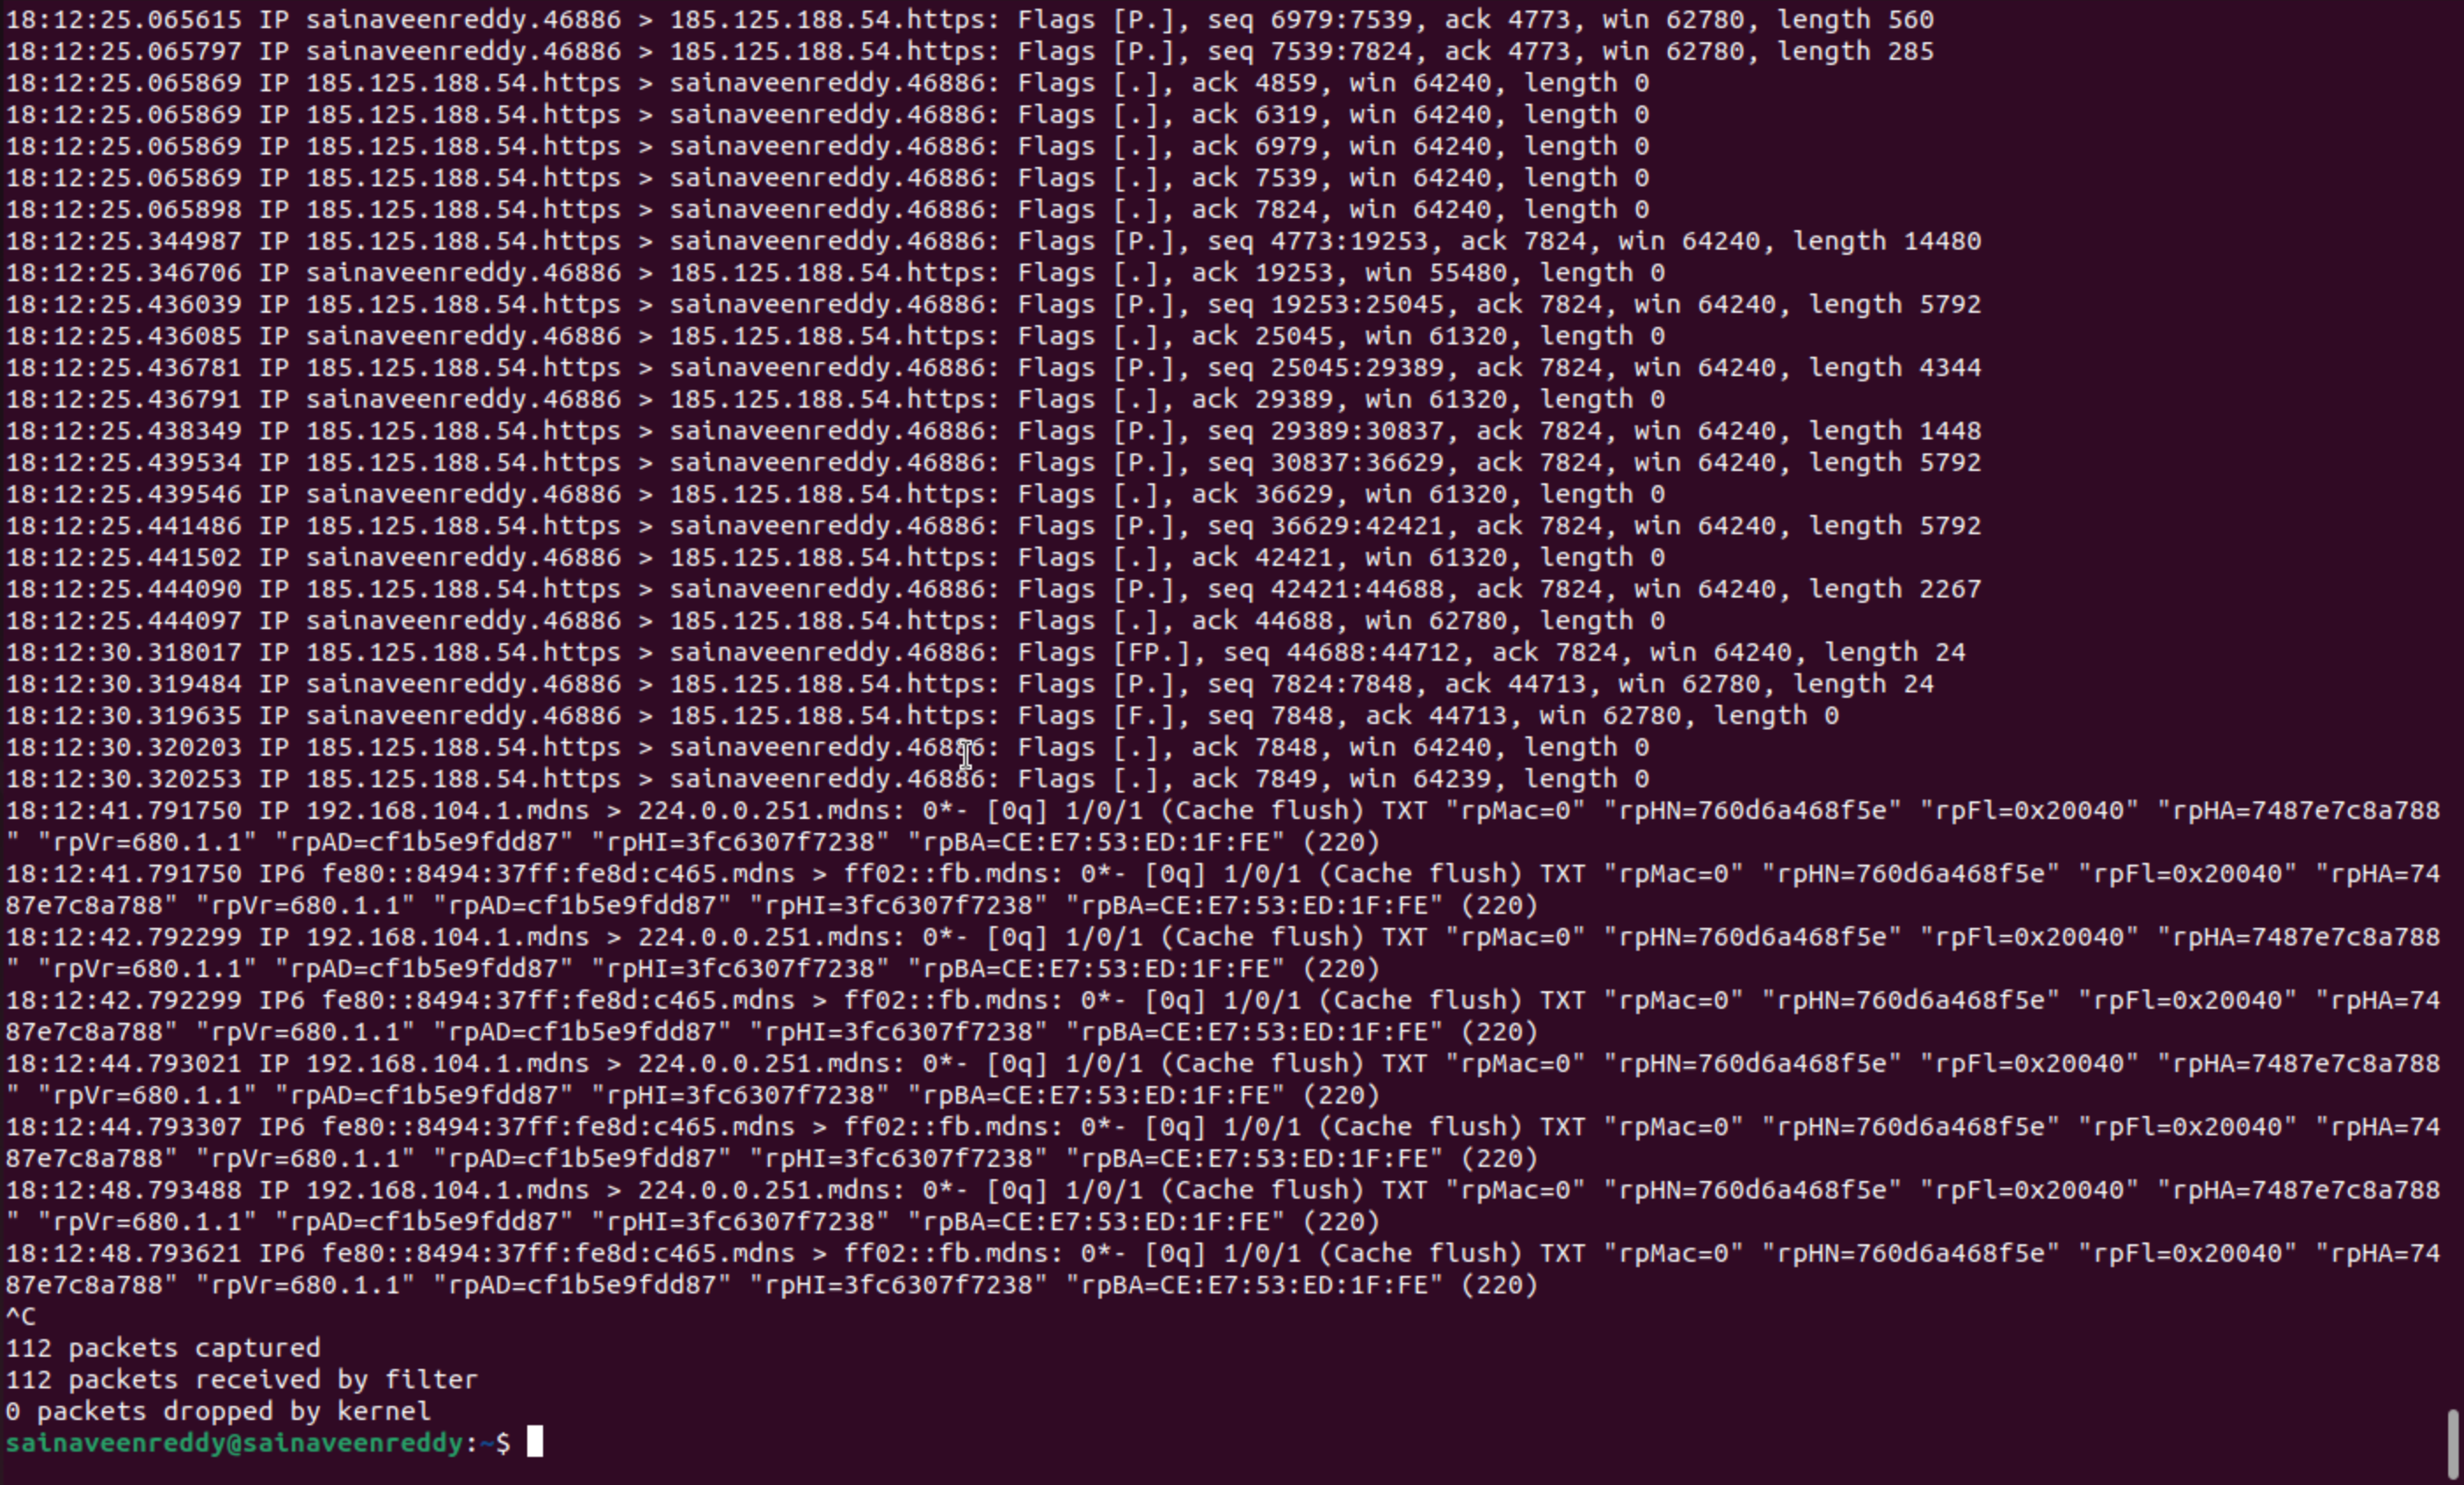 18:12:25.065615 IP sainaveenreddy.46886 > 185.125.188.54.https: Flags [P.], seq 6979:7539, ack 4773, win 62780, length 560
18:12:25.065797 IP sainaveenreddy.46886 > 185.125.188.54.https: Flags [P.], seq 7539:7824, ack 4773, win 62780, length 285
18:12:25.065869 IP 185.125.188.54.https > sainaveenreddy.46886: Flags [.], ack 4859, win 64240, length 0
18:12:25.065869 IP 185.125.188.54.https > sainaveenreddy.46886: Flags [.], ack 6319, win 64240, length 0
18:12:25.065869 IP 185.125.188.54.https > sainaveenreddy.46886: Flags [.], ack 6979, win 64240, length 0
18:12:25.065869 IP 185.125.188.54.https > sainaveenreddy.46886: Flags [.], ack 7539, win 64240, length 0
18:12:25.065898 IP 185.125.188.54.https > sainaveenreddy.46886: Flags [.], ack 7824, win 64240, length 0
18:12:25.344987 IP 185.125.188.54.https > sainaveenreddy.46886: Flags [P.], seq 4773:19253, ack 7824, win 64240, length 14480
18:12:25.346706 IP sainaveenreddy.46886 > 185.125.188.54.https: Flags [.], ack 19253, win 55480, length 0
18:12:25.436039 IP 185.125.188.54.https > sainaveenreddy.46886: Flags [P.], seq 19253:25045, ack 7824, win 64240, length 5792
18:12:25.436085 IP sainaveenreddy.46886 > 185.125.188.54.https: Flags [.], ack 25045, win 61320, length 0
18:12:25.436781 IP 185.125.188.54.https > sainaveenreddy.46886: Flags [P.], seq 25045:29389, ack 7824, win 64240, length 4344
18:12:25.436791 IP sainaveenreddy.46886 > 185.125.188.54.https: Flags [.], ack 29389, win 61320, length 0
18:12:25.438349 IP 185.125.188.54.https > sainaveenreddy.46886: Flags [P.], seq 29389:30837, ack 7824, win 64240, length 1448
18:12:25.439534 IP 185.125.188.54.https > sainaveenreddy.46886: Flags [P.], seq 30837:36629, ack 7824, win 64240, length 5792
18:12:25.439546 IP sainaveenreddy.46886 > 185.125.188.54.https: Flags [.], ack 36629, win 61320, length 0
18:12:25.441486 IP 185.125.188.54.https > sainaveenreddy.46886: Flags [P.], seq 36629:42421, ack 7824, win 64240, length 5792
18:12:25.441502 IP sainaveenreddy.46886 > 185.125.188.54.https: Flags [.], ack 42421, win 61320, length 0
18:12:25.444090 IP 185.125.188.54.https > sainaveenreddy.46886: Flags [P.], seq 42421:44688, ack 7824, win 64240, length 2267
18:12:25.444097 IP sainaveenreddy.46886 > 185.125.188.54.https: Flags [.], ack 44688, win 62780, length 0
18:12:30.318017 IP 185.125.188.54.https > sainaveenreddy.46886: Flags [FP.], seq 44688:44712, ack 7824, win 64240, length 24
18:12:30.319484 IP sainaveenreddy.46886 > 185.125.188.54.https: Flags [P.], seq 7824:7848, ack 44713, win 62780, length 24
18:12:30.319635 IP sainaveenreddy.46886 > 185.125.188.54.https: Flags [F.], seq 7848, ack 44713, win 62780, length 0
18:12:30.320203 IP 185.125.188.54.https > sainaveenreddy.46886: Flags [.], ack 7848, win 64240, length 0
18:12:30.320253 IP 185.125.188.54.https > sainaveenreddy.46886: Flags [.], ack 7849, win 64239, length 0
18:12:41.791750 IP 192.168.104.1.mdns > 224.0.0.251.mdns: 0*- [0q] 1/0/1 (Cache flush) TXT "rpMac=0" "rpHN=760d6a468f5e" "rpFl=0x20040" "rpHA=7487e7c8a788
" "rpVr=680.1.1" "rpAD=cf1b5e9fdd87" "rpHI=3fc6307f7238" "rpBA=CE:E7:53:ED:1F:FE" (220)
18:12:41.791750 IP6 fe80::8494:37ff:fe8d:c465.mdns > ff02::fb.mdns: 0*- [0q] 1/0/1 (Cache flush) TXT "rpMac=0" "rpHN=760d6a468f5e" "rpFl=0x20040" "rpHA=74
87e7c8a788" "rpVr=680.1.1" "rpAD=cf1b5e9fdd87" "rpHI=3fc6307f7238" "rpBA=CE:E7:53:ED:1F:FE" (220)
18:12:42.792299 IP 192.168.104.1.mdns > 224.0.0.251.mdns: 0*- [0q] 1/0/1 (Cache flush) TXT "rpMac=0" "rpHN=760d6a468f5e" "rpFl=0x20040" "rpHA=7487e7c8a788
" "rpVr=680.1.1" "rpAD=cf1b5e9fdd87" "rpHI=3fc6307f7238" "rpBA=CE:E7:53:ED:1F:FE" (220)
18:12:42.792299 IP6 fe80::8494:37ff:fe8d:c465.mdns > ff02::fb.mdns: 0*- [0q] 1/0/1 (Cache flush) TXT "rpMac=0" "rpHN=760d6a468f5e" "rpFl=0x20040" "rpHA=74
87e7c8a788" "rpVr=680.1.1" "rpAD=cf1b5e9fdd87" "rpHI=3fc6307f7238" "rpBA=CE:E7:53:ED:1F:FE" (220)
18:12:44.793021 IP 192.168.104.1.mdns > 224.0.0.251.mdns: 0*- [0q] 1/0/1 (Cache flush) TXT "rpMac=0" "rpHN=760d6a468f5e" "rpFl=0x20040" "rpHA=7487e7c8a788
" "rpVr=680.1.1" "rpAD=cf1b5e9fdd87" "rpHI=3fc6307f7238" "rpBA=CE:E7:53:ED:1F:FE" (220)
18:12:44.793307 IP6 fe80::8494:37ff:fe8d:c465.mdns > ff02::fb.mdns: 0*- [0q] 1/0/1 (Cache flush) TXT "rpMac=0" "rpHN=760d6a468f5e" "rpFl=0x20040" "rpHA=74
87e7c8a788" "rpVr=680.1.1" "rpAD=cf1b5e9fdd87" "rpHI=3fc6307f7238" "rpBA=CE:E7:53:ED:1F:FE" (220)
18:12:48.793488 IP 192.168.104.1.mdns > 224.0.0.251.mdns: 0*- [0q] 1/0/1 (Cache flush) TXT "rpMac=0" "rpHN=760d6a468f5e" "rpFl=0x20040" "rpHA=7487e7c8a788
" "rpVr=680.1.1" "rpAD=cf1b5e9fdd87" "rpHI=3fc6307f7238" "rpBA=CE:E7:53:ED:1F:FE" (220)
18:12:48.793621 IP6 fe80::8494:37ff:fe8d:c465.mdns > ff02::fb.mdns: 0*- [0q] 1/0/1 (Cache flush) TXT "rpMac=0" "rpHN=760d6a468f5e" "rpFl=0x20040" "rpHA=74
87e7c8a788" "rpVr=680.1.1" "rpAD=cf1b5e9fdd87" "rpHI=3fc6307f7238" "rpBA=CE:E7:53:ED:1F:FE" (220)
^C
112 packets captured
112 packets received by filter
0 packets dropped by kernel
sainaveenreddy@sainaveenreddy:~$